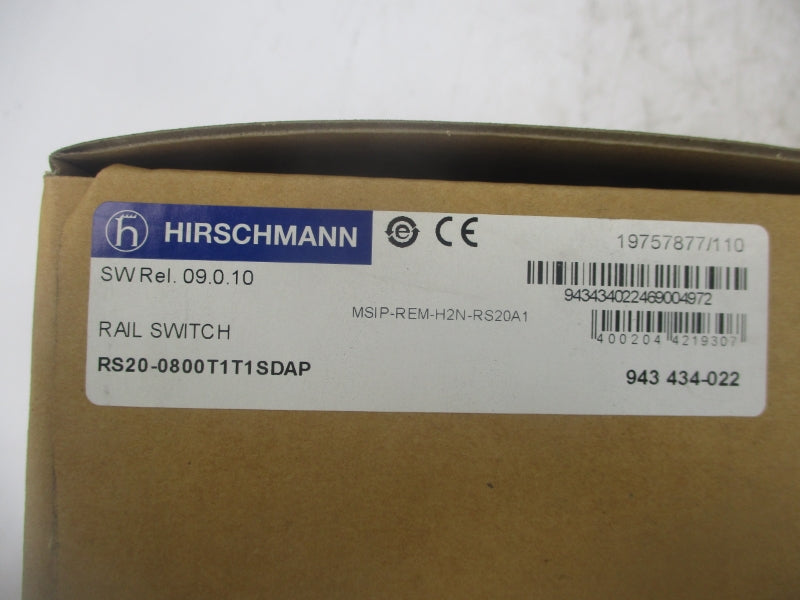 HIRSCHMANN
CE
19757877/110
SW Rel. 09.0.10
943434022469004972
MSIP-REM-H2N-RS20A1
RAIL SWITCH
400204 4219307
RS20-0800T1T1SDAP
943 434-022